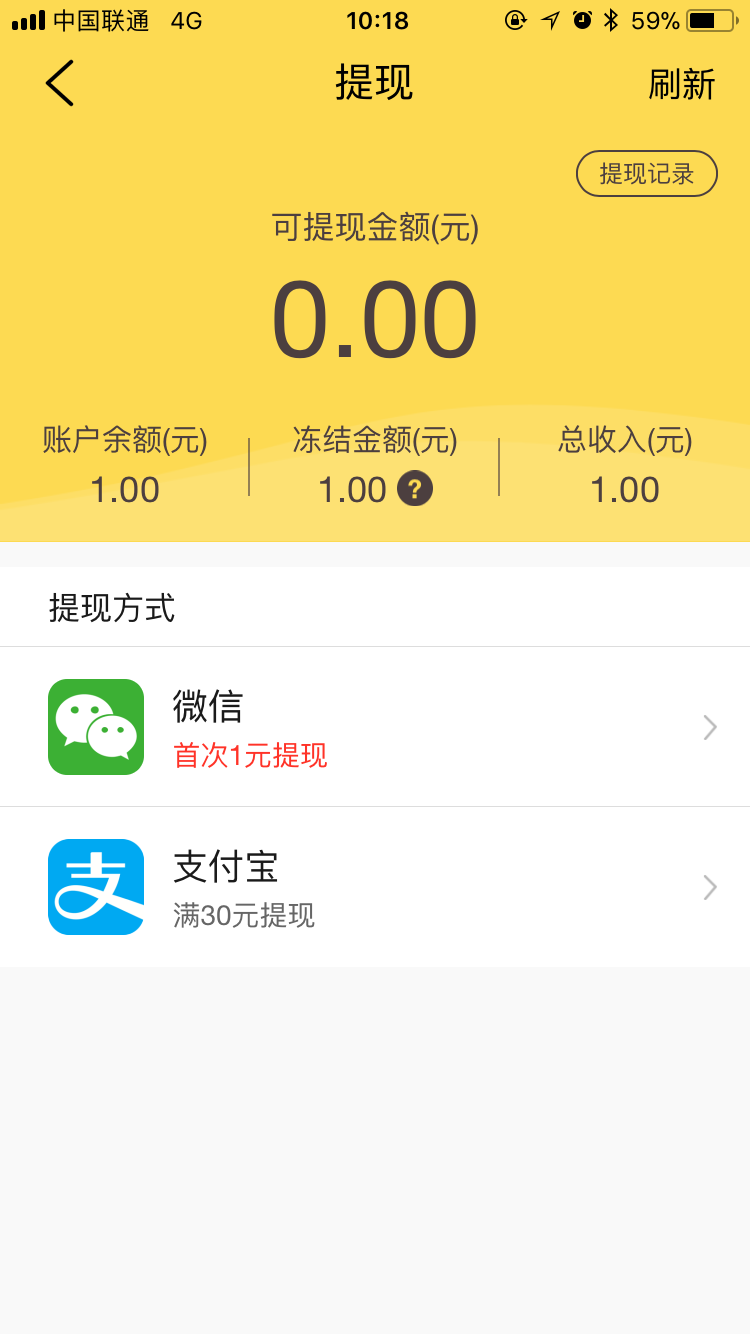 中国联通 4G 10:18 59%
提现 刷新
提现记录
可提现金额(元)
0.00
账户余额(元) 冻结金额(元) 总收入(元)
1.00 1.00 ? 1.00
提现方式
微信
首次1元提现
支付宝
满30元提现